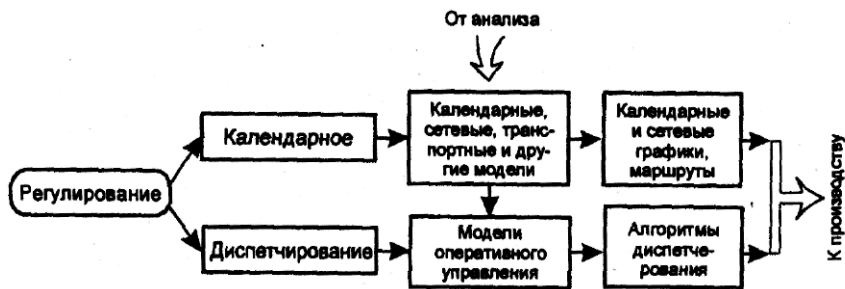 От анализа
Календарные,
сетевые, транс-
портные и дру-
гие модели
Календарные
и сетевые
графики,
маршруты
Календарное
Регулирование
Диспетчирование
Модели
оперативного
управления
Алгоритмы
диспетче-
рования
К производству